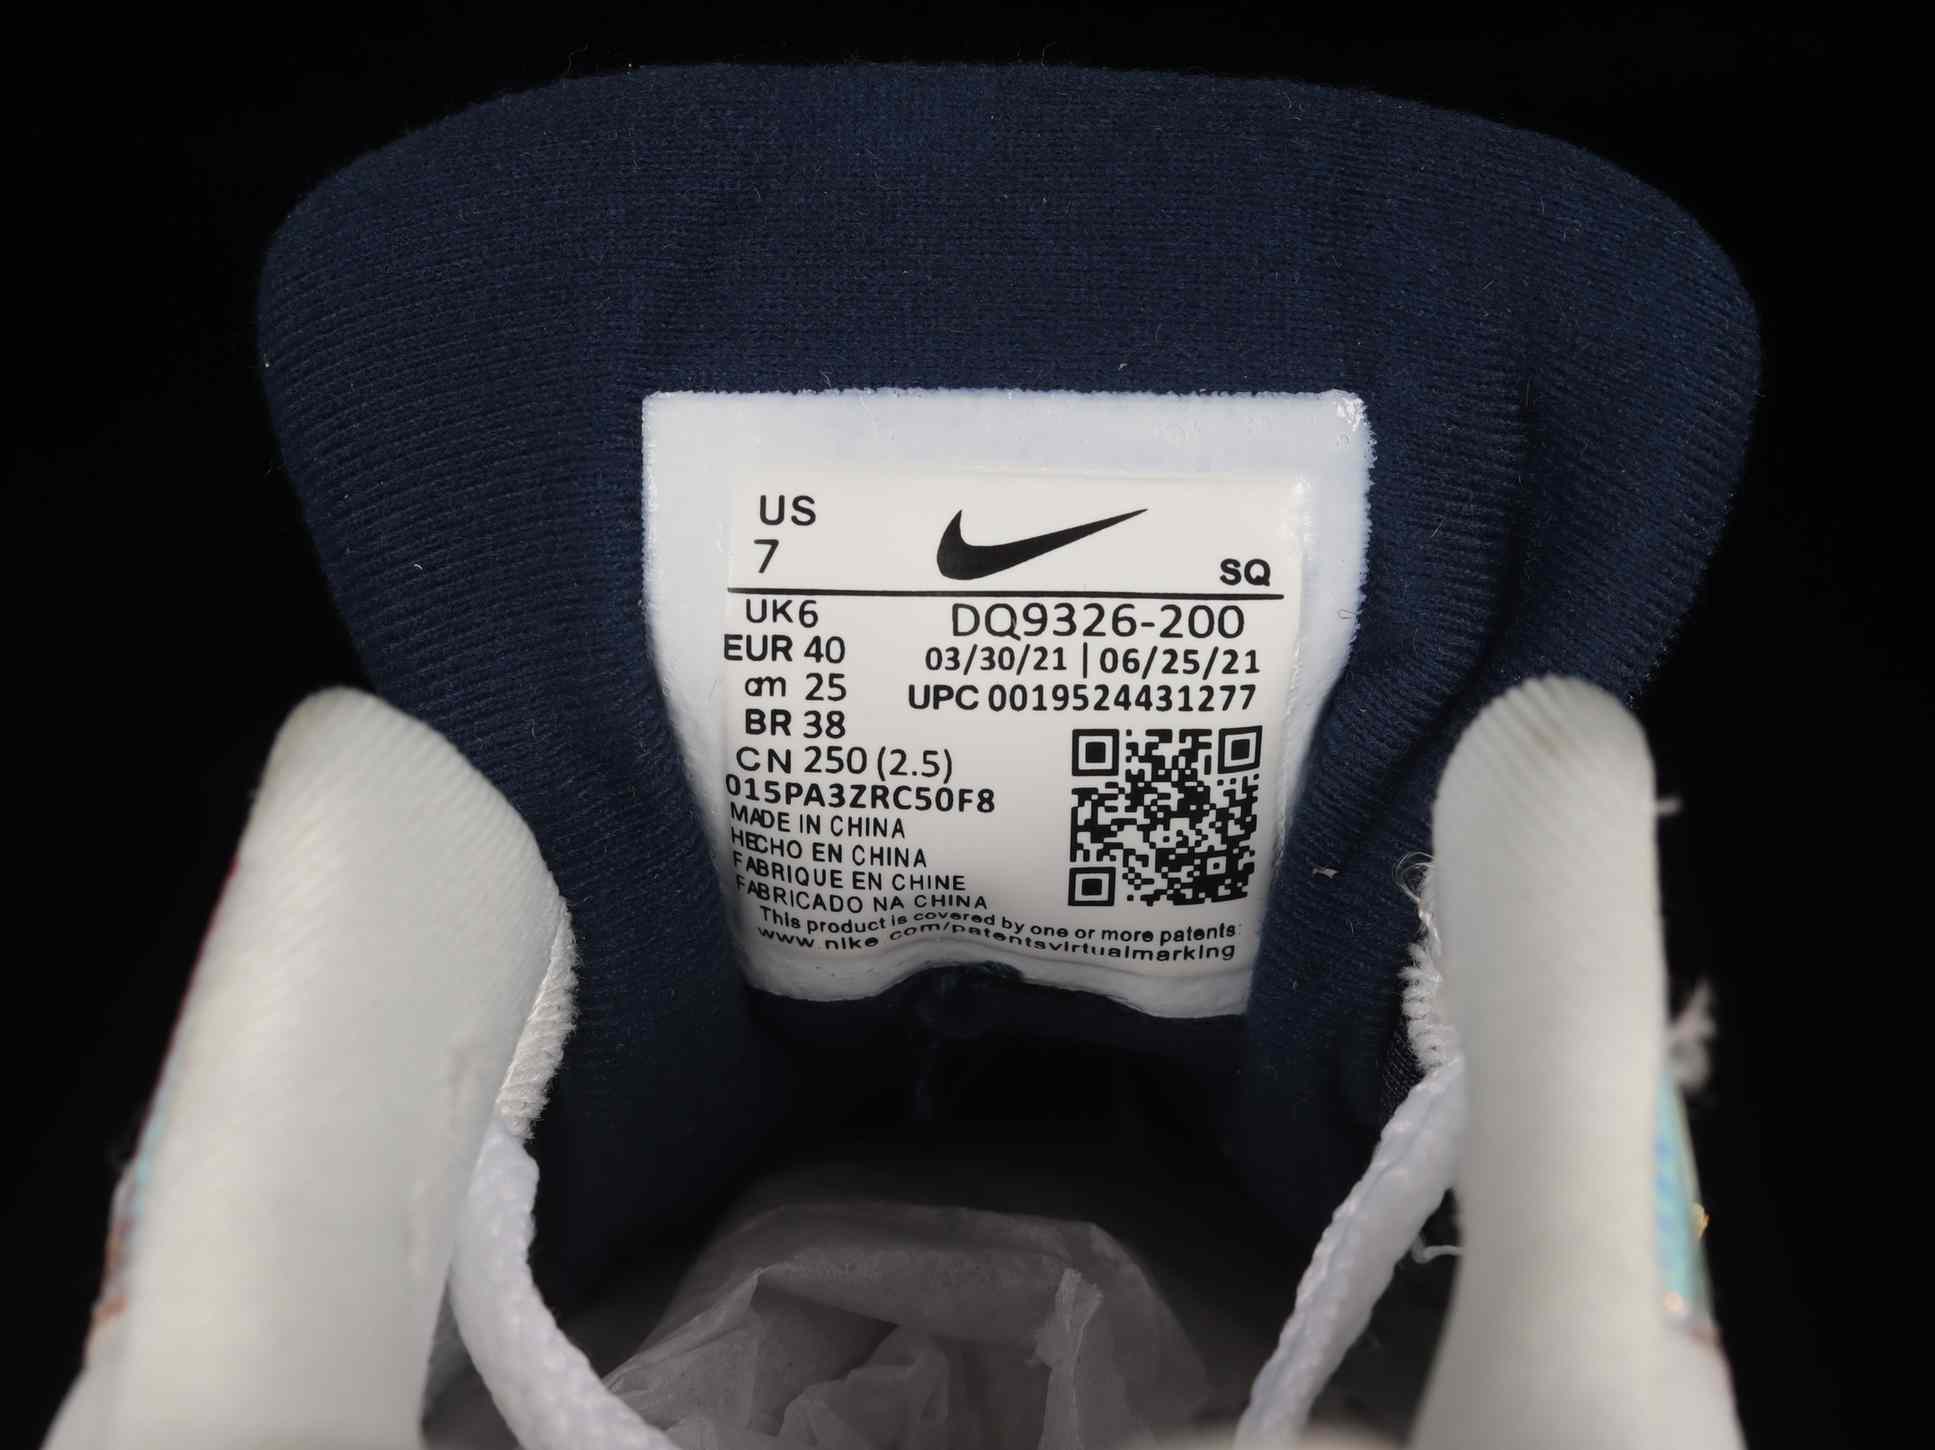 US
7
SQ
UK6
EUR 40
cm 25
BR 38
CN 250 (2.5)
DQ9326-200
03/30/21 | 06/25/21
UPC 0019524431277
015PA3ZRC50F8
MADE IN CHINA
HECHO EN CHINA
FABRIQUE EN CHINE
FABRICADO NA CHINA
This product is covered by one or more patents:
www.nike com/patentsvirtualmarking